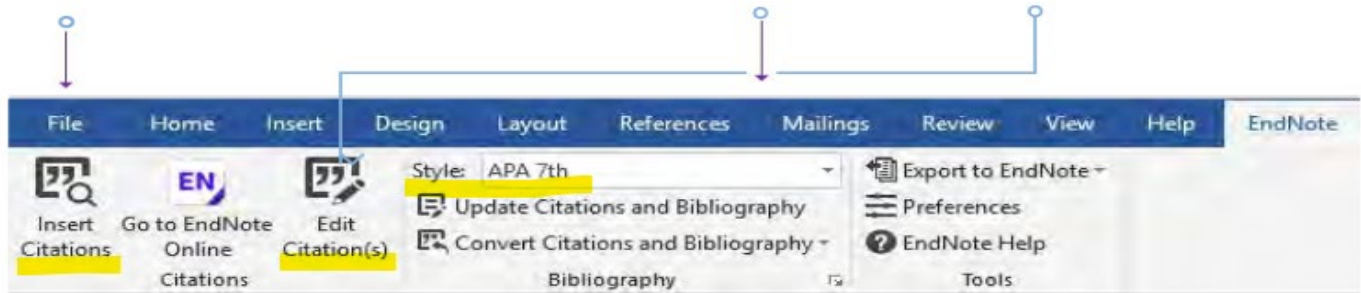 File Home Insert Design Layout References Mailings Review View Help EndNote
Insert Citations
EN Go to EndNote Online
Edit Citation(s)
Citations
Style: APA 7th
Update Citations and Bibliography
Convert Citations and Bibliography
Bibliography
Export to EndNote
Preferences
EndNote Help
Tools